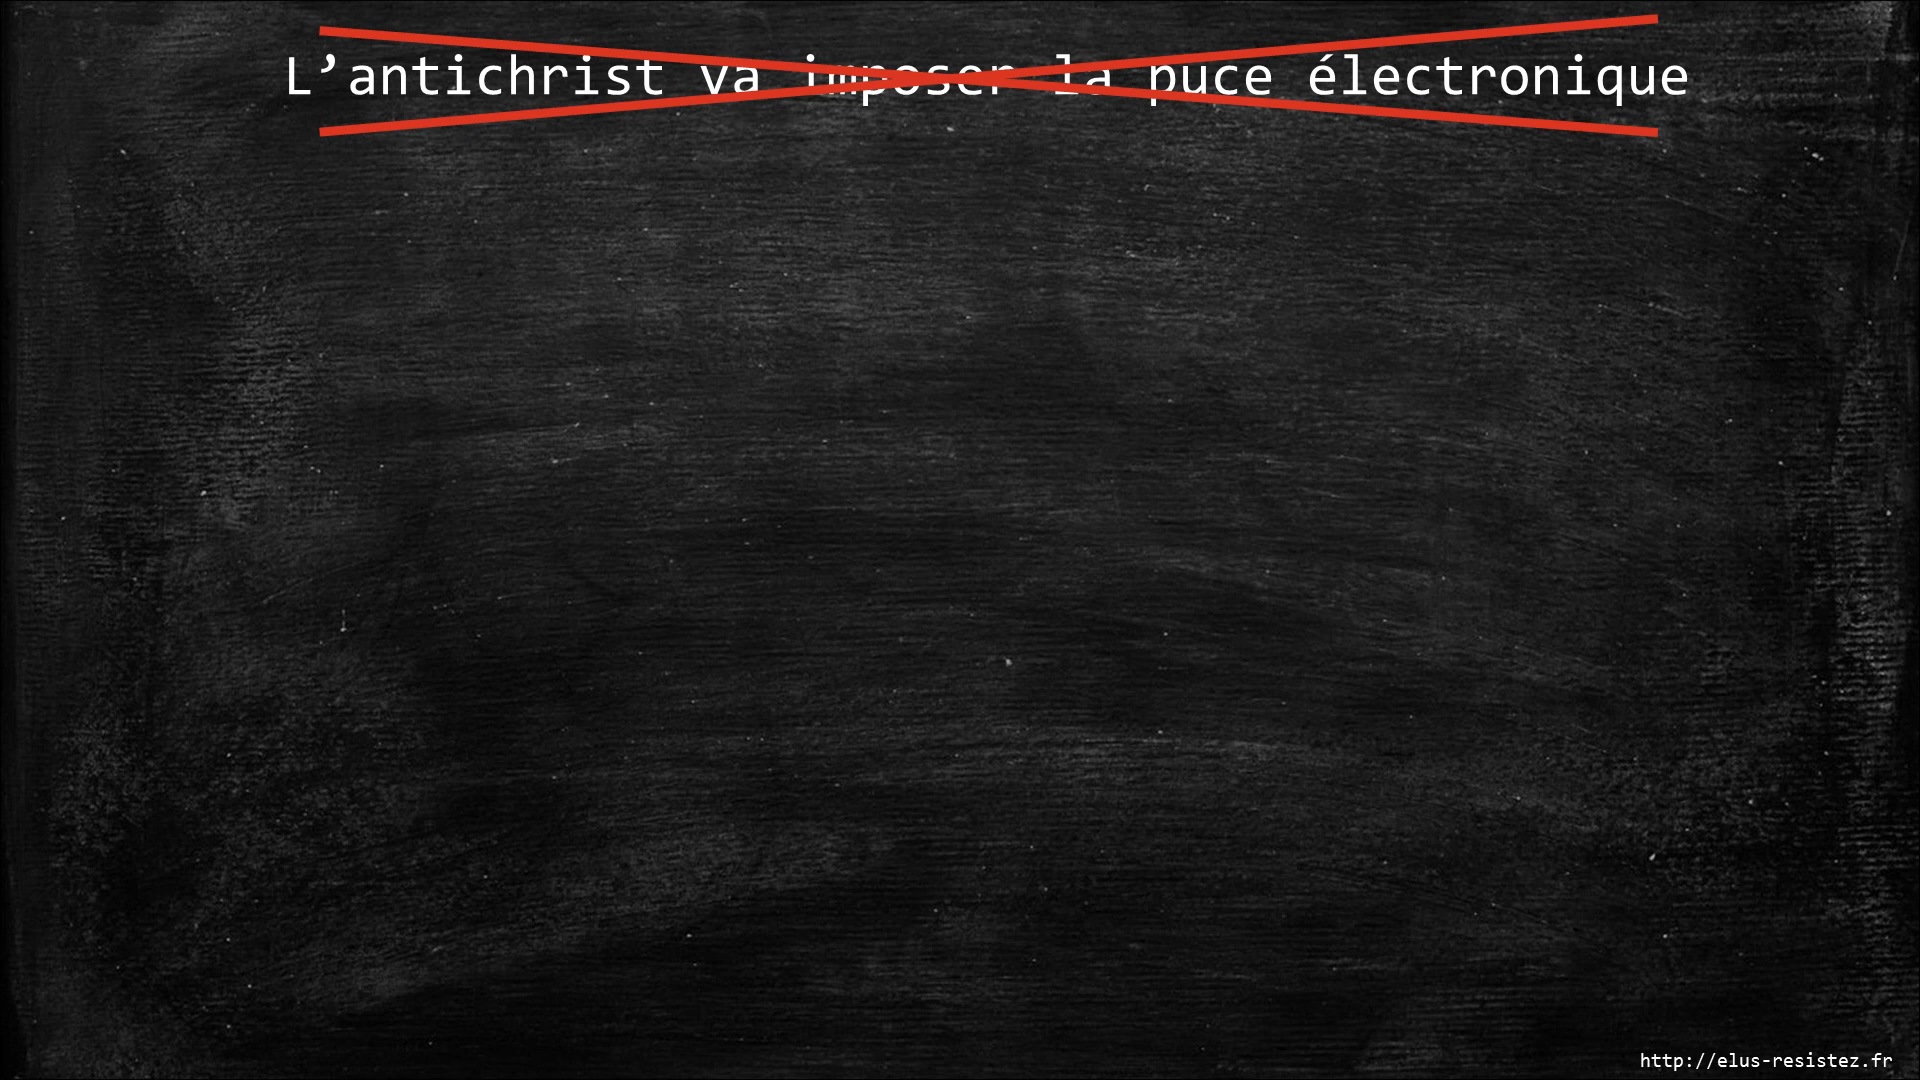 L’antichrist va imposer la puce électronique
http://elus-resistez.fr